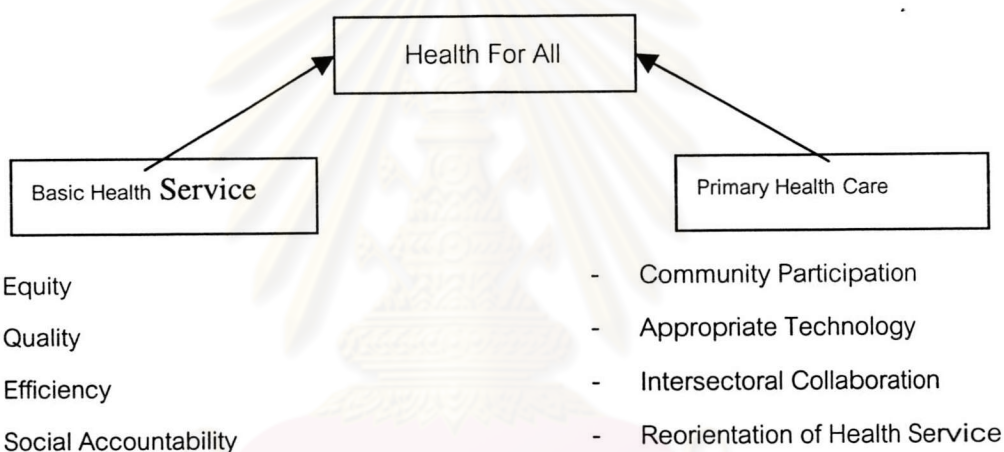 Health For All
Basic Health Service
Primary Health Care
Equity
Quality
Efficiency
Social Accountability
- Community Participation
- Appropriate Technology
- Intersectoral Collaboration
- Reorientation of Health Service